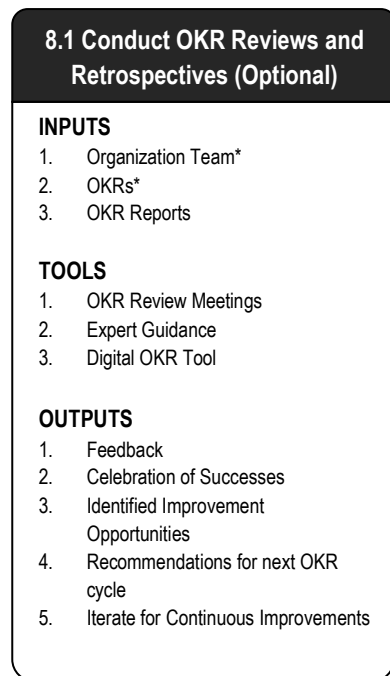 8.1 Conduct OKR Reviews and
Retrospectives (Optional)
INPUTS
1. Organization Team*
2. OKRs*
3. OKR Reports
TOOLS
1. OKR Review Meetings
2. Expert Guidance
3. Digital OKR Tool
OUTPUTS
1. Feedback
2. Celebration of Successes
3. Identified Improvement
Opportunities
4. Recommendations for next OKR
cycle
5. Iterate for Continuous Improvements